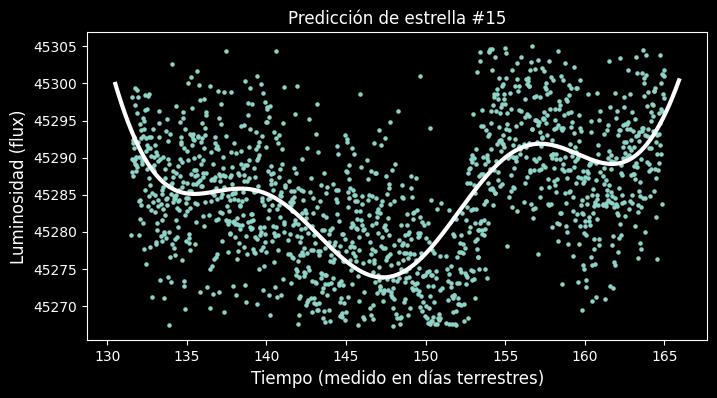 Predicción de estrella #15
45305
45300
45295
45290
45285
45280
45275
45270
Luminosidad (flux)
130 135 140 145 150 155 160 165
Tiempo (medido en días terrestres)